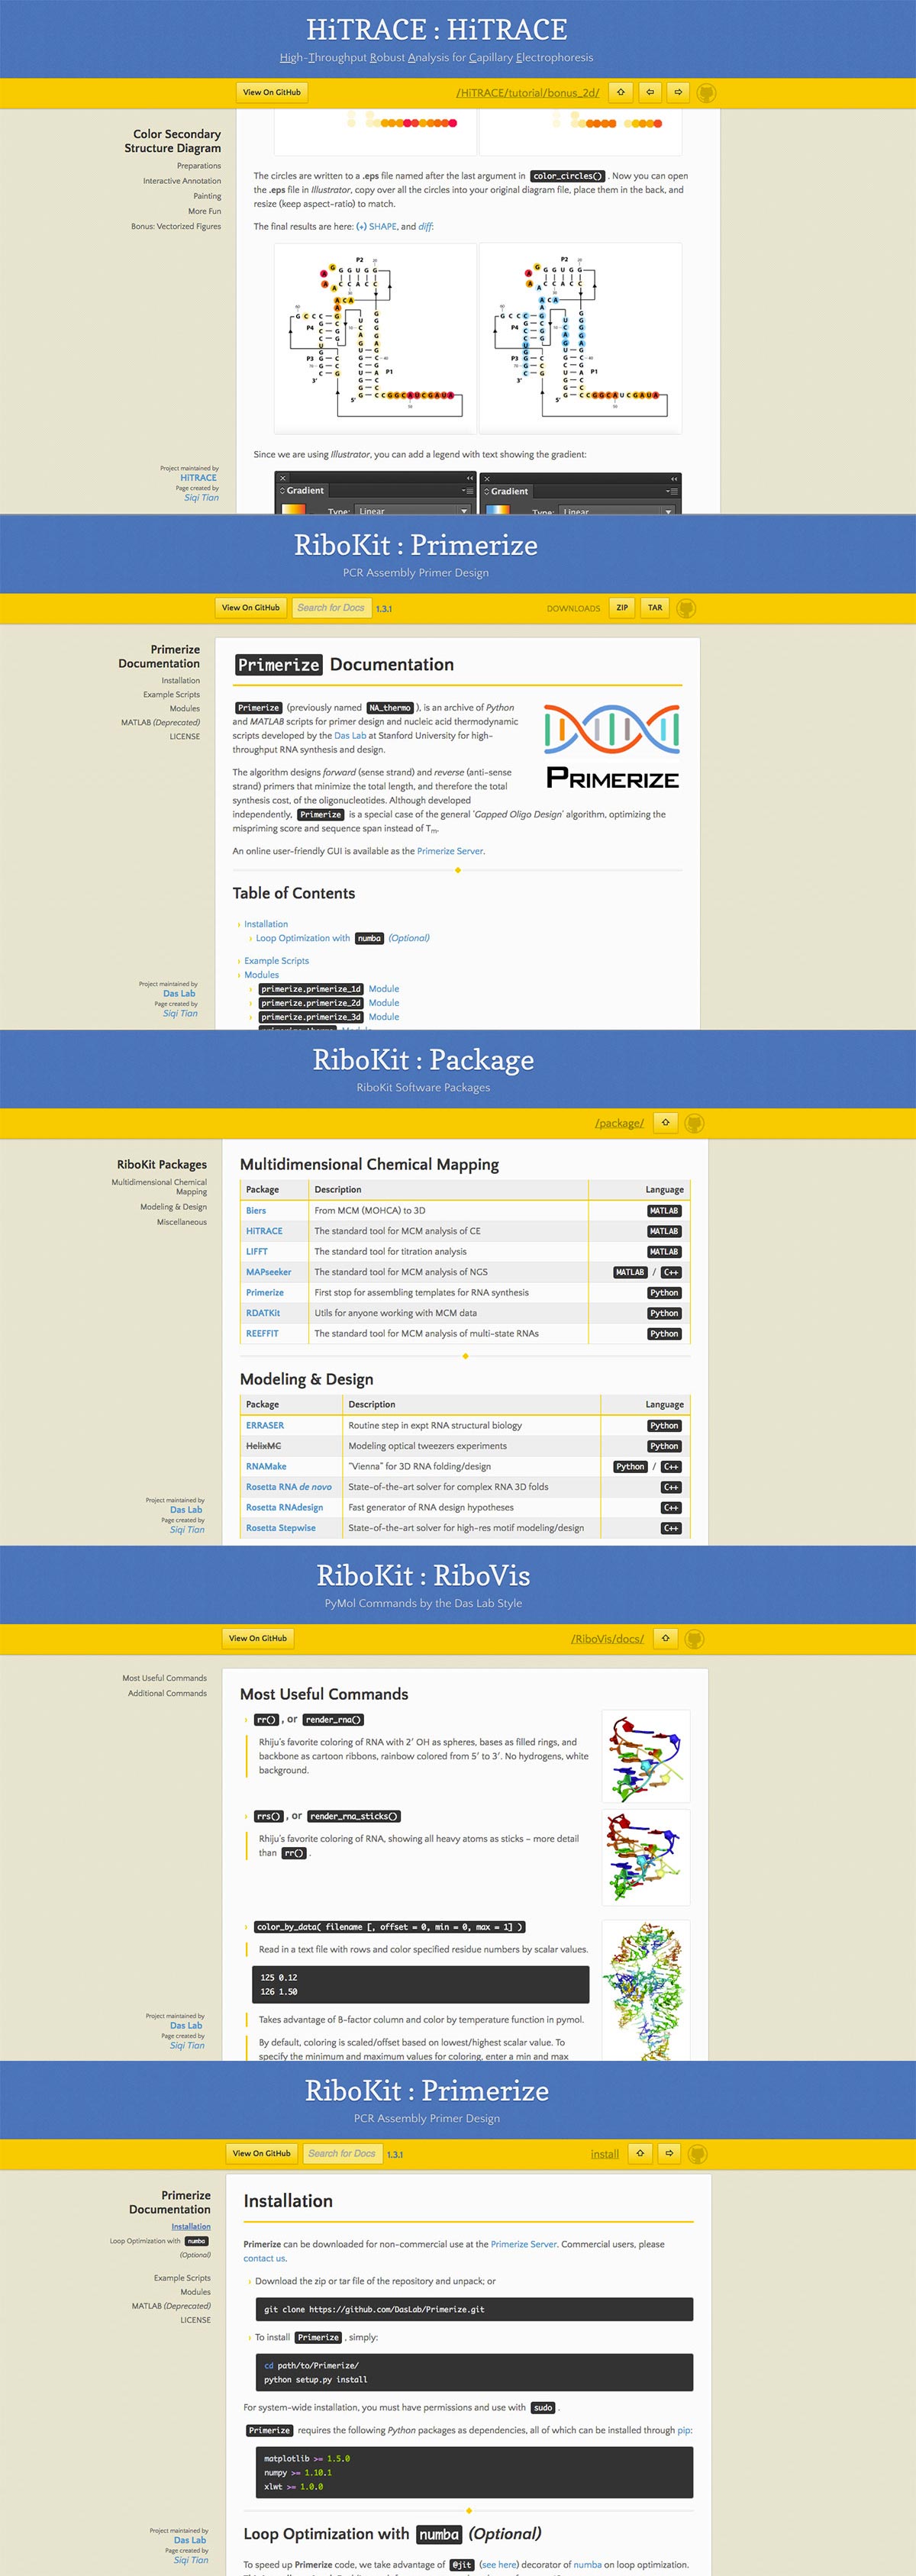 HiTRACE : HiTRACE
High-Throughput Robust Analysis for Capillary Electrophoresis
View On GitHub
/HiTRACE/tutorial/bonus_2d/
Color Secondary
Structure Diagram
Preparations
Interactive Annotation
Painting
More Fun
Bonus: Vectorized Figures
The circles are written to a .eps file named after the last argument in color_circles() . Now you can open
the .eps file in Illustrator, copy over all the circles into your original diagram file, place them in the back, and
resize (keep aspect-ratio) to match.
The final results are here: (+) SHAPE, and diff:
P2
P4
P3
P1
3'
5'
P2
P4
P3
P1
3'
5'
Since we are using Illustrator, you can add a legend with text showing the gradient:
Gradient
Type: Linear
Gradient
Type: Linear
Project maintained by
HiTRACE
Page created by
Siqi Tian
RiboKit : Primerize
PCR Assembly Primer Design
View On GitHub
Search for Docs
1.3.1
DOWNLOADS
ZIP
TAR
Primerize
Documentation
Installation
Example Scripts
Modules
MATLAB (Deprecated)
LICENSE
Primerize Documentation
Primerize (previously named NA_thermo ), is an archive of Python
and MATLAB scripts for primer design and nucleic acid thermodynamic
scripts developed by the Das Lab at Stanford University for high-
throughput RNA synthesis and design.
PRIMERIZE
The algorithm designs forward (sense strand) and reverse (anti-sense
strand) primers that minimize the total length, and therefore the total
synthesis cost, of the oligonucleotides. Although developed
independently, Primerize is a special case of the general 'Gapped Oligo Design' algorithm, optimizing the
mispriming score and sequence span instead of Tm.
An online user-friendly GUI is available as the Primerize Server.
Table of Contents
Installation
Loop Optimization with numba (Optional)
Example Scripts
Modules
primerize.primerize_1d Module
primerize.primerize_2d Module
primerize.primerize_3d Module
Project maintained by
Das Lab
Page created by
Siqi Tian
RiboKit : Package
RiboKit Software Packages
/package/
RiboKit Packages
Multidimensional Chemical
Mapping
Modeling & Design
Miscellaneous
Multidimensional Chemical Mapping
Package Description Language
Biers From MCM (MOHCA) to 3D MATLAB
HiTRACE The standard tool for MCM analysis of CE MATLAB
LIFFT The standard tool for titration analysis MATLAB
MAPseeker The standard tool for MCM analysis of NGS MATLAB / C++
Primerize First stop for assembling templates for RNA synthesis Python
RDATKit Utils for anyone working with MCM data Python
REEFFIT The standard tool for MCM analysis of multi-state RNAs Python
Modeling & Design
Package Description Language
ERRASER Routine step in expt RNA structural biology Python
HelixMC Modeling optical tweezers experiments Python
RNAMake "Vienna" for 3D RNA folding/design Python / C++
Rosetta RNA de novo State-of-the-art solver for complex RNA 3D folds C++
Rosetta RNAdesign Fast generator of RNA design hypotheses C++
Rosetta Stepwise State-of-the-art solver for high-res motif modeling/design C++
Project maintained by
Das Lab
Page created by
Siqi Tian
RiboKit : RiboVis
PyMol Commands by the Das Lab Style
View On GitHub
/RiboVis/docs/
Most Useful Commands
Additional Commands
Most Useful Commands
rr() , or render_rna()
Rhiju's favorite coloring of RNA with 2' OH as spheres, bases as filled rings, and
backbone as cartoon ribbons, rainbow colored from 5' to 3'. No hydrogens, white
background.
rrs() , or render_rna_sticks()
Rhiju's favorite coloring of RNA, showing all heavy atoms as sticks – more detail
than rr() .
color_by_data( filename [, offset = 0, min = 0, max = 1] )
Read in a text file with rows and color specified residue numbers by scalar values.
125 0.12
126 1.50
Takes advantage of B-factor column and color by temperature function in pymol.
By default, coloring is scaled/offset based on lowest/highest scalar value. To
specify the minimum and maximum values for coloring, enter a min and max
Project maintained by
Das Lab
Page created by
Siqi Tian
RiboKit : Primerize
PCR Assembly Primer Design
View On GitHub
Search for Docs
1.3.1
install
Primerize
Documentation
Installation
Loop Optimization with numba
(Optional)
Example Scripts
Modules
MATLAB (Deprecated)
LICENSE
Installation
Primerize can be downloaded for non-commercial use at the Primerize Server. Commercial users, please
contact us.
Download the zip or tar file of the repository and unpack; or
git clone https://github.com/DasLab/Primerize.git
To install Primerize , simply:
cd path/to/Primerize/
python setup.py install
For system-wide installation, you must have permissions and use with sudo .
Primerize requires the following Python packages as dependencies, all of which can be installed through pip:
matplotlib >= 1.5.0
numpy >= 1.10.1
xlwt >= 1.0.0
Loop Optimization with numba (Optional)
To speed up Primerize code, we take advantage of @jit (see here) decorator of numba on loop optimization.
Project maintained by
Das Lab
Page created by
Siqi Tian